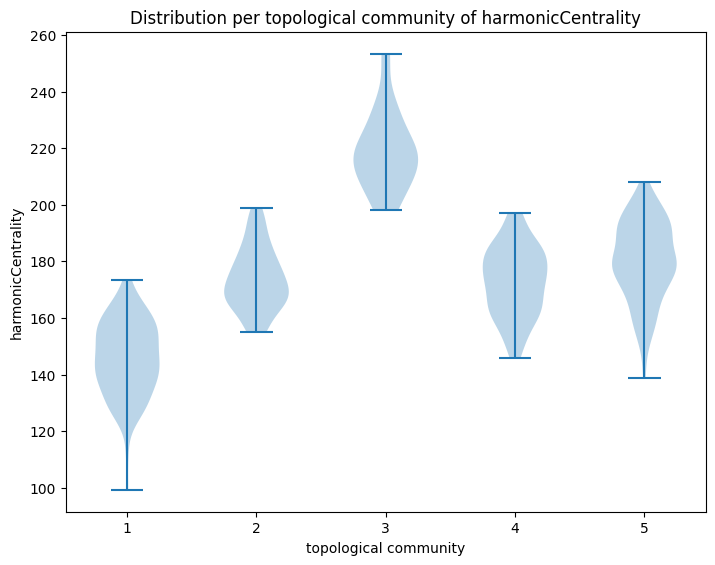 Distribution per topological community of harmonicCentrality
260
240
220
200
180
160
140
120
100
harmonicCentrality
1 2 3 4 5
topological community